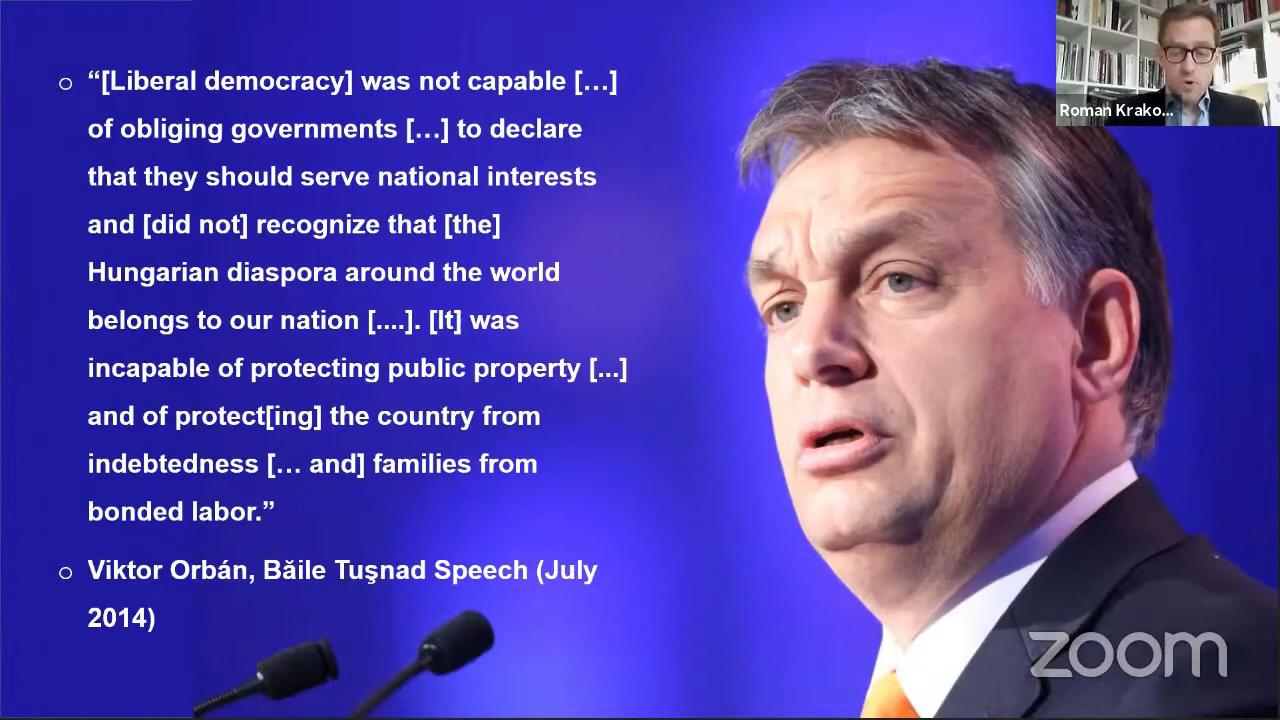 “[Liberal democracy] was not capable […]
of obliging governments […] to declare
that they should serve national interests
and [did not] recognize that [the]
Hungarian diaspora around the world
belongs to our nation [....]. [It] was
incapable of protecting public property [...]
and of protect[ing] the country from
indebtedness [… and] families from
bonded labor.”
Viktor Orbán, Băile Tuşnad Speech (July
2014)
Roman Krako...
zoom